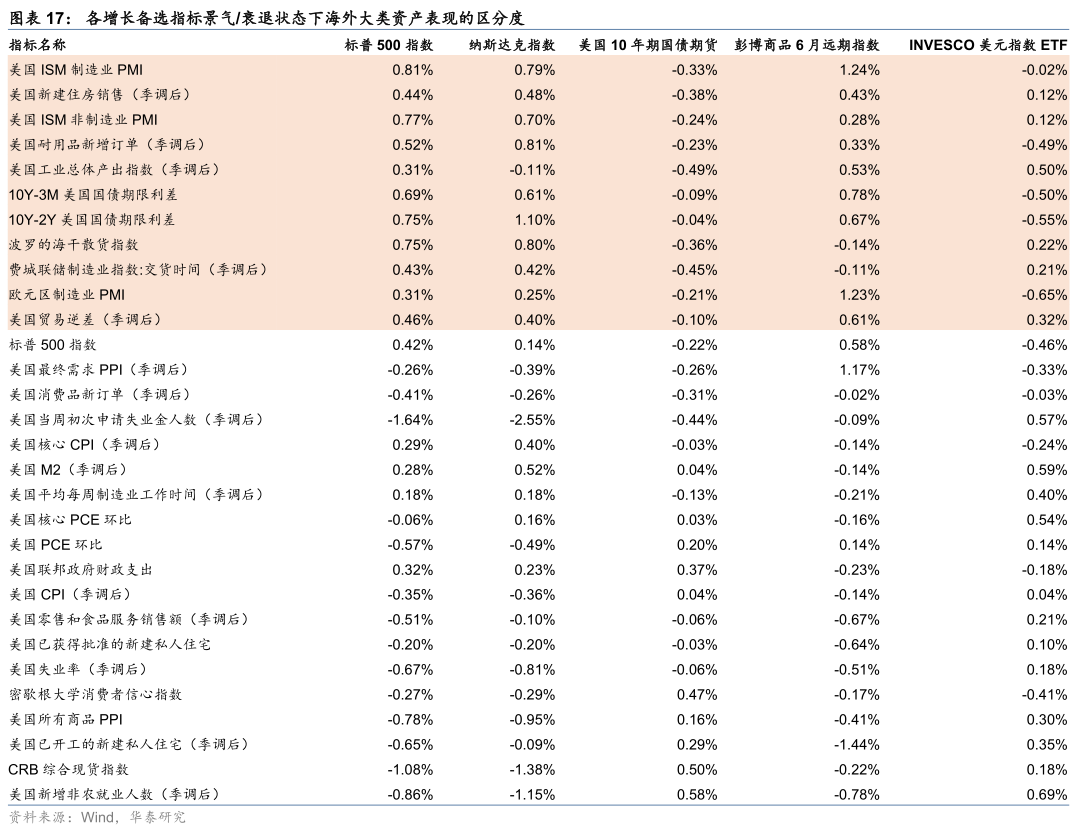 图表 17： 各增长备选指标景气/衰退状态下海外大类资产表现的区分度
指标名称 标普 500 指数 纳斯达克指数 美国 10 年期国债期货 彭博商品 6 月远期指数 INVESCO 美元指数 ETF
美国 ISM 制造业 PMI 0.81% 0.79% -0.33% 1.24% -0.02%
美国新建住房销售（季调后） 0.44% 0.48% -0.38% 0.43% 0.12%
美国 ISM 非制造业 PMI 0.77% 0.70% -0.24% 0.28% 0.12%
美国耐用品新增订单（季调后） 0.52% 0.81% -0.23% 0.33% -0.49%
美国工业总体产出指数（季调后） 0.31% -0.11% -0.49% 0.53% 0.50%
10Y-3M 美国国债期限利差 0.69% 0.61% -0.09% 0.78% -0.50%
10Y-2Y 美国国债期限利差 0.75% 1.10% -0.04% 0.67% -0.55%
波罗的海干散货指数 0.75% 0.80% -0.36% -0.14% 0.22%
费城联储制造业指数:交货时间（季调后） 0.43% 0.42% -0.45% -0.11% 0.21%
欧元区制造业 PMI 0.31% 0.25% -0.21% 1.23% -0.65%
美国贸易逆差（季调后） 0.46% 0.40% -0.10% 0.61% 0.32%
标普 500 指数 0.42% 0.14% -0.22% 0.58% -0.46%
美国最终需求 PPI（季调后） -0.26% -0.39% -0.26% 1.17% -0.33%
美国消费品新订单（季调后） -0.41% -0.26% -0.31% -0.02% -0.03%
美国当周初次申请失业金人数（季调后） -1.64% -2.55% -0.44% -0.09% 0.57%
美国核心 CPI（季调后） 0.29% 0.40% -0.03% -0.14% -0.24%
美国 M2（季调后） 0.28% 0.52% 0.04% -0.14% 0.59%
美国平均每周制造业工作时间（季调后） 0.18% 0.18% -0.13% -0.21% 0.40%
美国核心 PCE 环比 -0.06% 0.16% 0.03% -0.16% 0.54%
美国 PCE 环比 -0.57% -0.49% 0.20% 0.14% 0.14%
美国联邦政府财政支出 0.32% 0.23% 0.37% -0.23% -0.18%
美国 CPI（季调后） -0.35% -0.36% 0.04% -0.14% 0.04%
美国零售和食品服务销售额（季调后） -0.51% -0.10% -0.06% -0.67% 0.21%
美国已获得批准的新建私人住宅 -0.20% -0.20% -0.03% -0.64% 0.10%
美国失业率（季调后） -0.67% -0.81% -0.06% -0.51% 0.18%
密歇根大学消费者信心指数 -0.27% -0.29% 0.47% -0.17% -0.41%
美国所有商品 PPI -0.78% -0.95% 0.16% -0.41% 0.30%
美国已开工的新建私人住宅（季调后） -0.65% -0.09% 0.29% -1.44% 0.35%
CRB 综合现货指数 -1.08% -1.38% 0.50% -0.22% 0.18%
美国新增非农就业人数（季调后） -0.86% -1.15% 0.58% -0.78% 0.69%
资料来源：Wind，华泰研究